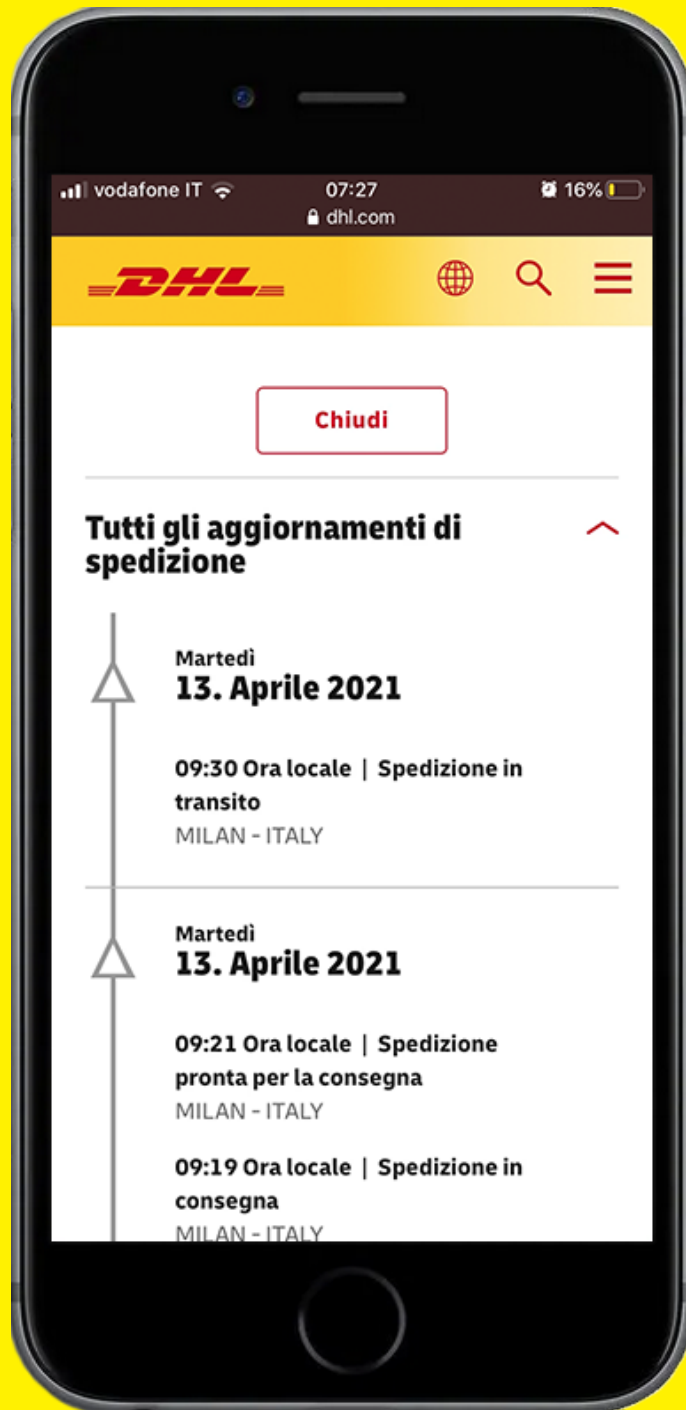 vodafone IT 07:27 16%
dhl.com
DHL
Chiudi
Tutti gli aggiornamenti di
spedizione
Martedì
13. Aprile 2021
09:30 Ora locale | Spedizione in
transito
MILAN - ITALY
Martedì
13. Aprile 2021
09:21 Ora locale | Spedizione
pronta per la consegna
MILAN - ITALY
09:19 Ora locale | Spedizione in
consegna
MILAN - ITALY